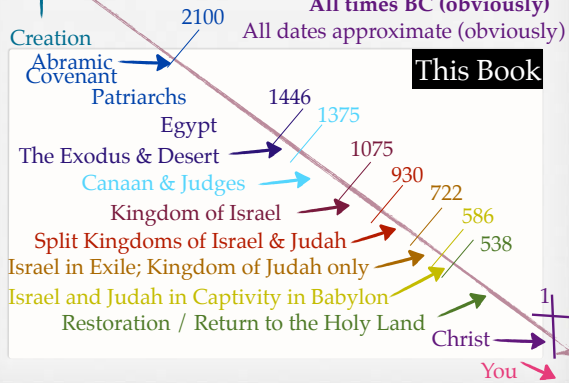 All times BC (obviously)
2100
All dates approximate (obviously)
Creation
Abramic
Covenant
This Book
Patriarchs
1446
1375
Egypt
The Exodus & Desert
1075
Canaan & Judges
930
722
Kingdom of Israel
586
Split Kingdoms of Israel & Judah
538
Israel in Exile; Kingdom of Judah only
Israel and Judah in Captivity in Babylon
1
Restoration / Return to the Holy Land
Christ
You